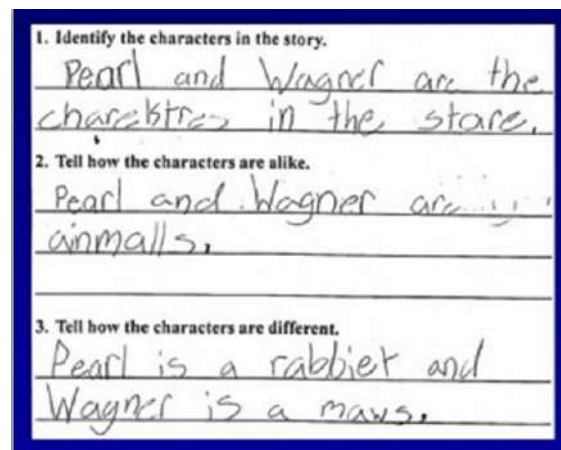 1. Identify the characters in the story.
Pearl and Wagner are the
charektres in the stare.
2. Tell how the characters are alike.
Pearl and Wagner are
ainmalls.
3. Tell how the characters are different.
Pearl is a rabbiet and
Wagner is a maws.